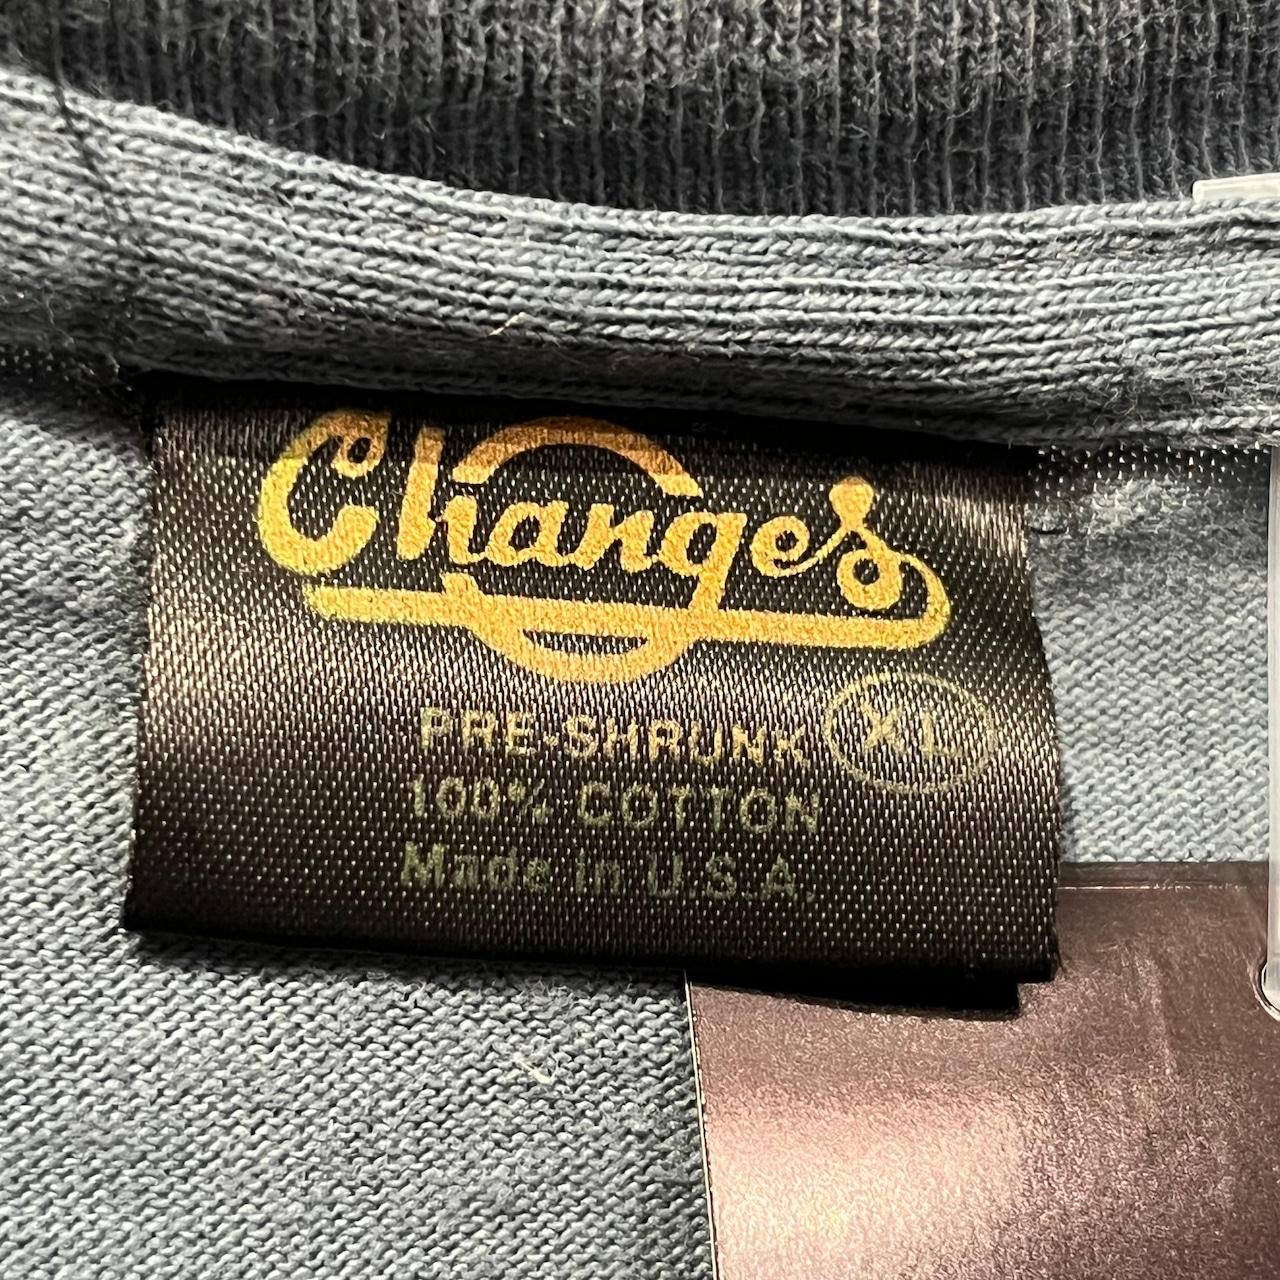 Changes
PRE-SHRUNK XL
100% COTTON
Made in U.S.A.